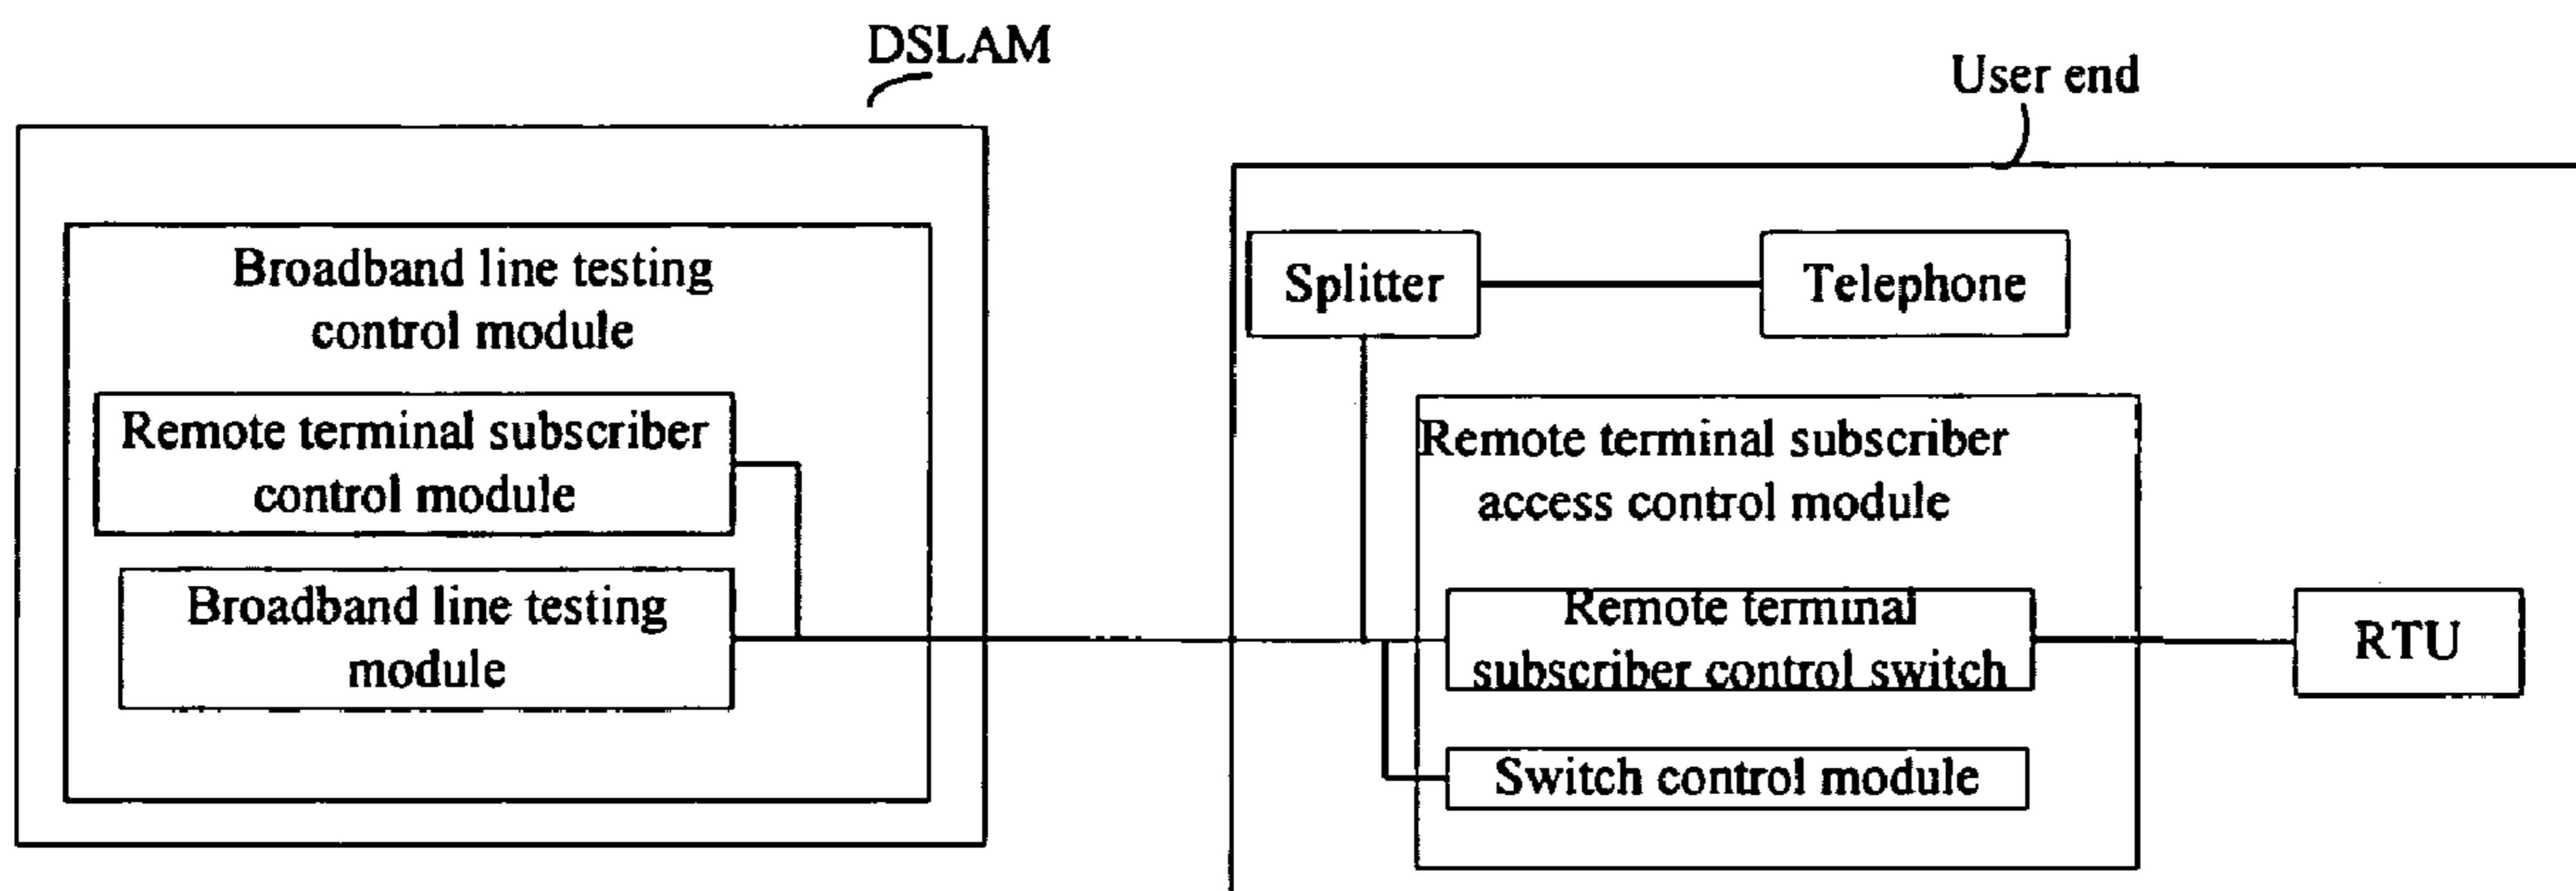 DSLAM
User end
Broadband line testing
control module
Remote terminal subscriber
control module
Broadband line testing
module
Splitter
Telephone
Remote terminal subscriber
access control module
Remote terminal
subscriber control switch
Switch control module
RTU